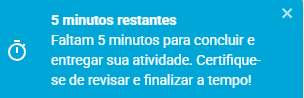 5 minutos restantes
Faltam 5 minutos para concluir e
entregar sua atividade. Certifique-
se de revisar e finalizar a tempo!